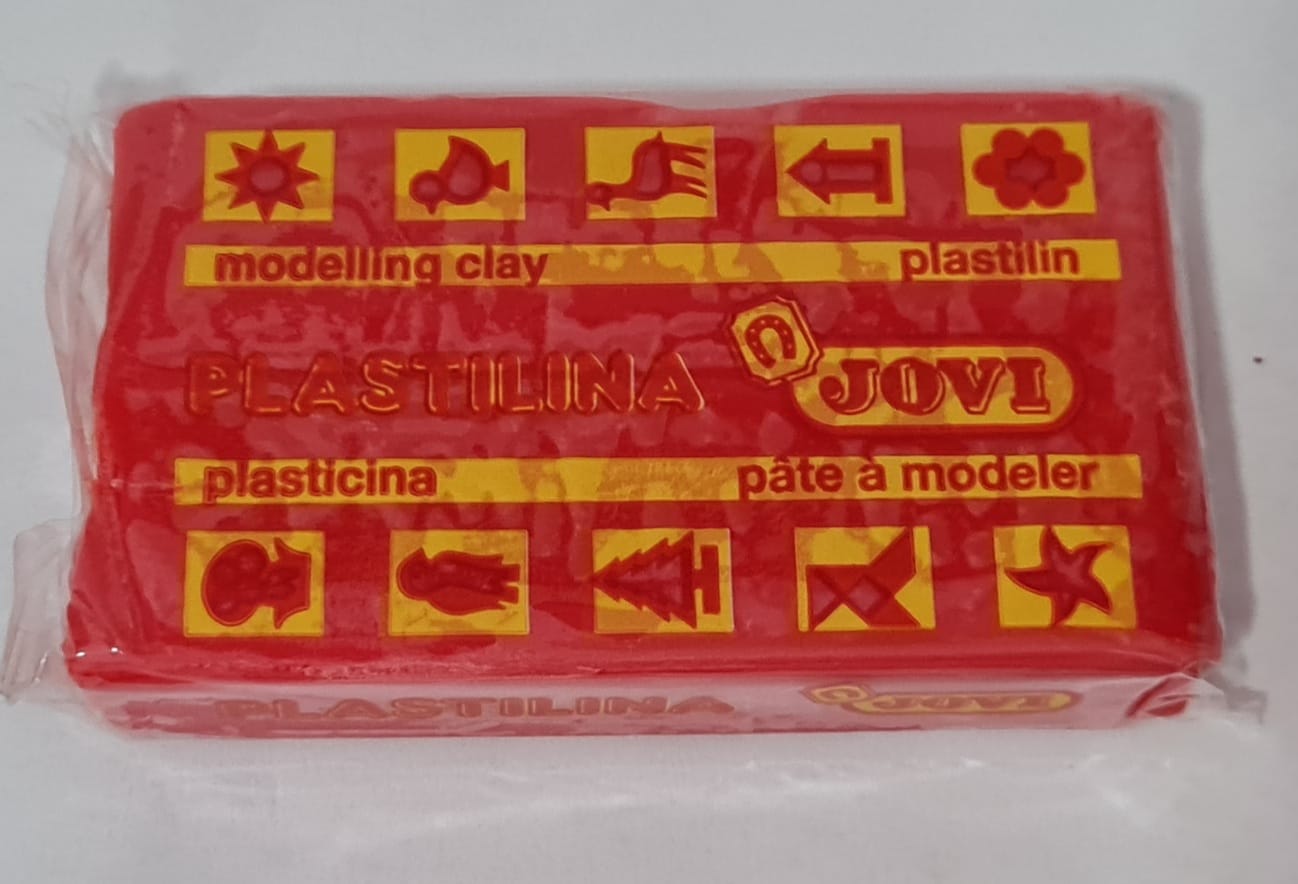 modelling clay plastilin
PLASTILINA JOVI
plasticina pâte à modeler
PLASTILINA JOVI